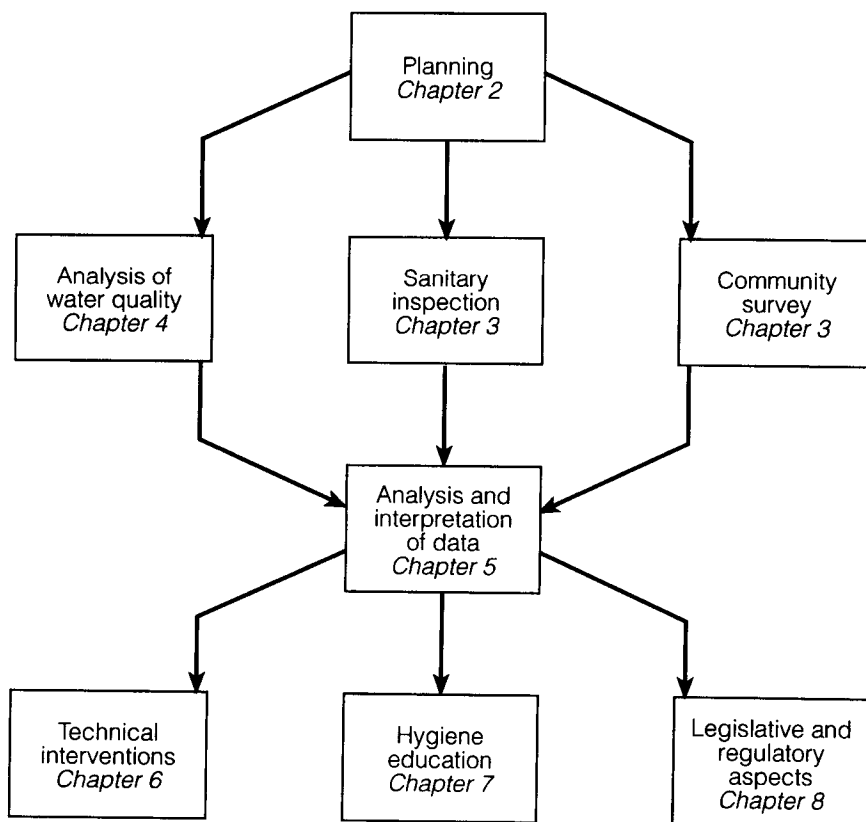 Planning
Chapter 2
Analysis of
water quality
Chapter 4
Sanitary
inspection
Chapter 3
Community
survey
Chapter 3
Analysis and
interpretation
of data
Chapter 5
Technical
interventions
Chapter 6
Hygiene
education
Chapter 7
Legislative and
regulatory
aspects
Chapter 8